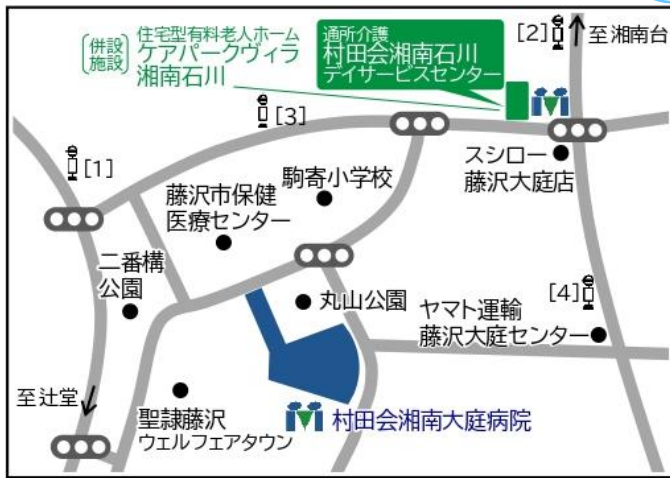 併設
施設
住宅型有料老人ホーム
ケアパークヴィラ
湘南石川
通所介護
村田会湘南石川
デイサービスセンター
[2]
至湘南台
[3]
[1]
スシロー
藤沢大庭店
駒寄小学校
藤沢市保健
医療センター
二番構
公園
丸山公園
[4]
ヤマト運輸
藤沢大庭センター
至辻堂
聖隷藤沢
ウェルフェアタウン
村田会湘南大庭病院